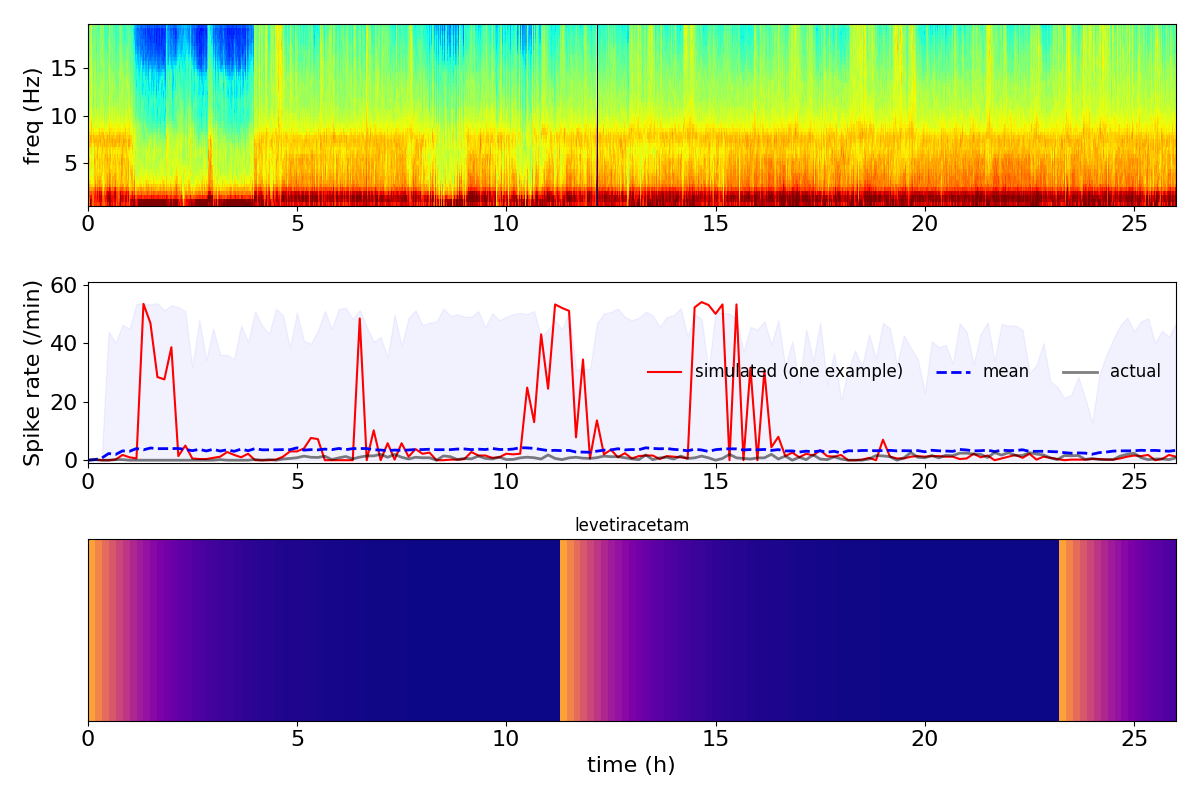 freq (Hz)
15
10
5
0 5 10 15 20 25
Spike rate (/min)
60
40
20
0
simulated (one example) mean actual
0 5 10 15 20 25
levetiracetam
0 5 10 15 20 25
time (h)